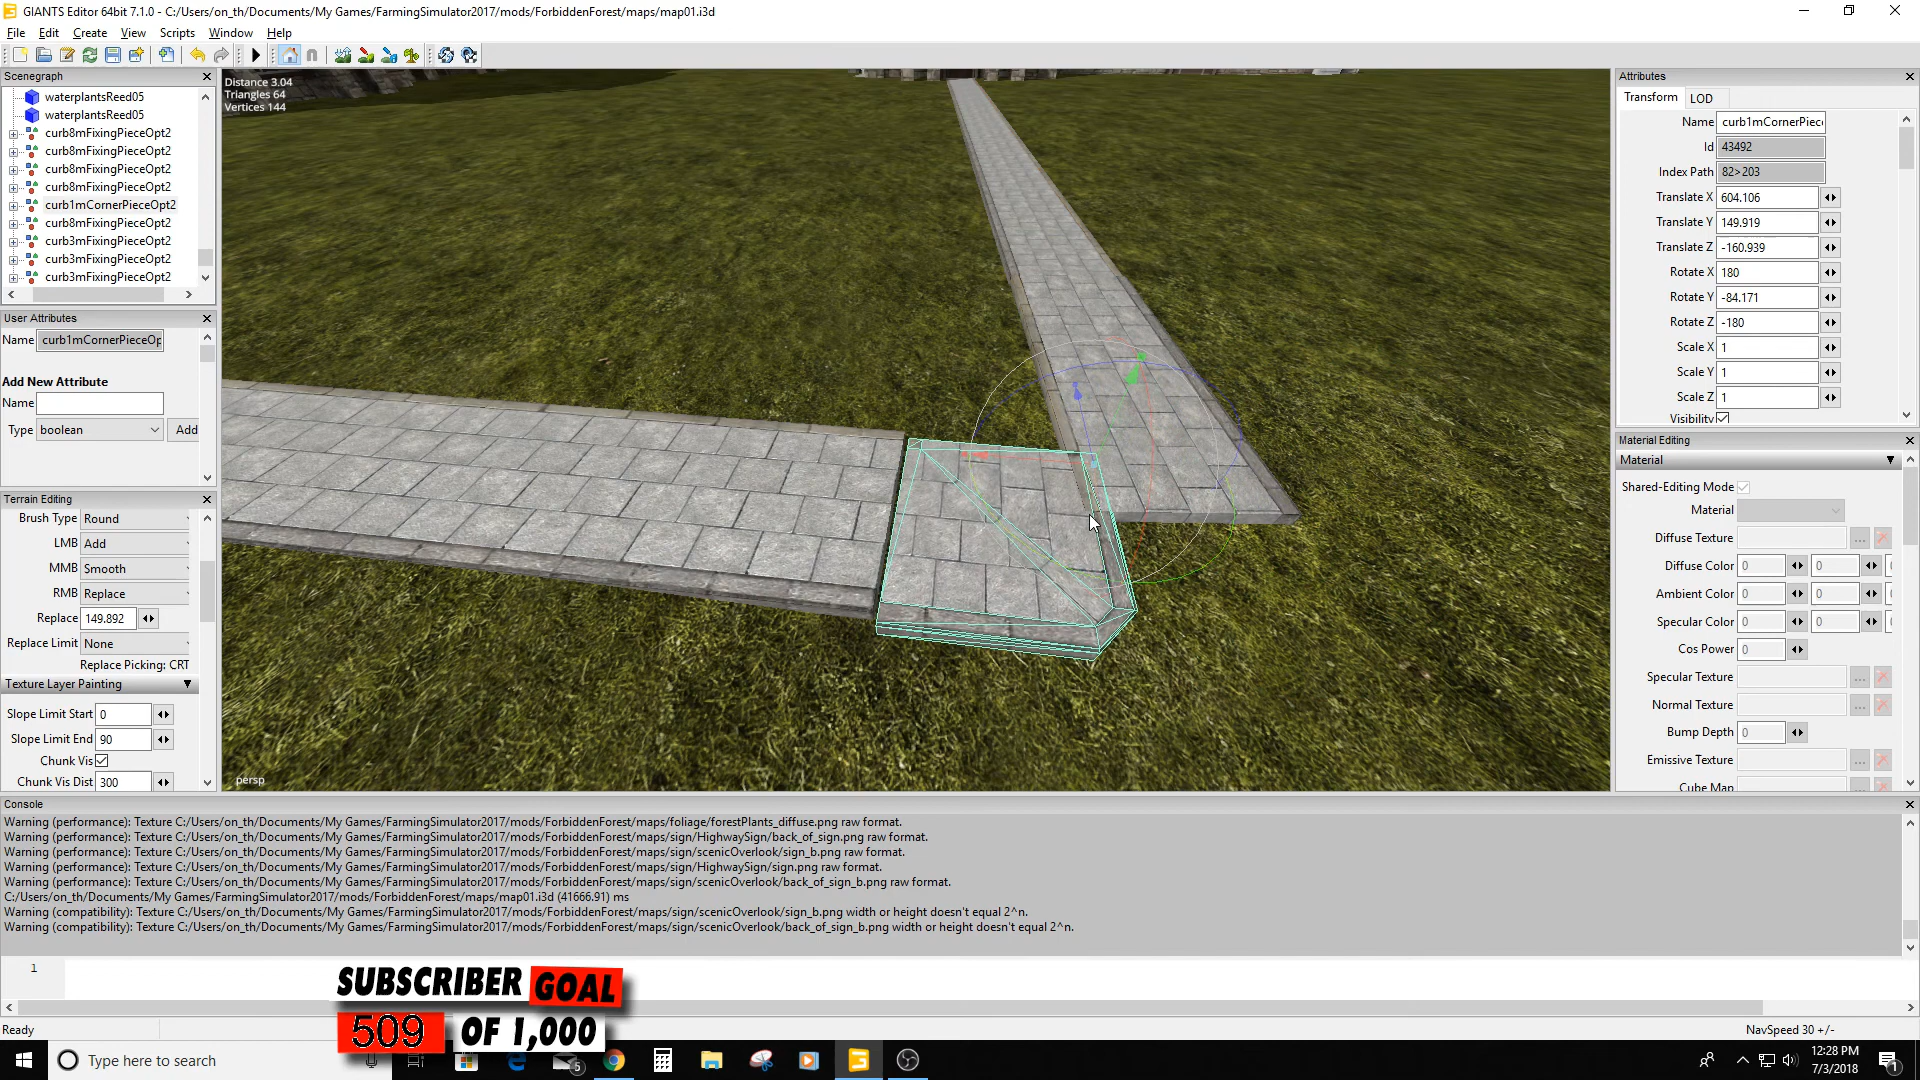 GIANTS Editor 64bit 7.1.0 - C:/Users/on_th/Documents/My Games/FarmingSimulator2017/mods/ForbiddenForest/maps/map01.i3d
File Edit Create View Scripts Window Help
Scenegraph
waterplantsReed05
waterplantsReed05
curb8mFixingPieceOpt2
curb8mFixingPieceOpt2
curb8mFixingPieceOpt2
curb8mFixingPieceOpt2
curb1mCornerPieceOpt2
curb8mFixingPieceOpt2
curb3mFixingPieceOpt2
curb3mFixingPieceOpt2
curb3mFixingPieceOpt2
User Attributes
Name curb1mCornerPieceOp
Add New Attribute
Name
Type boolean Add
Terrain Editing
Brush Type Round
LMB Add
MMB Smooth
RMB Replace
Replace 149.892
Replace Limit None
Replace Picking: CRT
Texture Layer Painting
Slope Limit Start 0
Slope Limit End 90
Chunk Vis
Chunk Vis Dist 300
Distance 3.04
Triangles 64
Vertices 144
persp
Attributes
Transform LOD
Name curb1mCornerPiec
Id 43492
Index Path 82>203
Translate X 604.106
Translate Y 149.919
Translate Z -160.939
Rotate X 180
Rotate Y -84.171
Rotate Z -180
Scale X 1
Scale Y 1
Scale Z 1
Visibility
Material Editing
Material
Shared-Editing Mode
Material
Diffuse Texture ...
Diffuse Color 0 0
Ambient Color 0 0
Specular Color 0 0
Cos Power 0
Specular Texture ...
Normal Texture ...
Bump Depth 0
Emissive Texture ...
Cube Map
Console
Warning (performance): Texture C:/Users/on_th/Documents/My Games/FarmingSimulator2017/mods/ForbiddenForest/maps/foliage/forestPlants_diffuse.png raw format.
Warning (performance): Texture C:/Users/on_th/Documents/My Games/FarmingSimulator2017/mods/ForbiddenForest/maps/sign/HighwaySign/back_of_sign.png raw format.
Warning (performance): Texture C:/Users/on_th/Documents/My Games/FarmingSimulator2017/mods/ForbiddenForest/maps/sign/scenicOverlook/sign_b.png raw format.
Warning (performance): Texture C:/Users/on_th/Documents/My Games/FarmingSimulator2017/mods/ForbiddenForest/maps/sign/HighwaySign/sign.png raw format.
Warning (performance): Texture C:/Users/on_th/Documents/My Games/FarmingSimulator2017/mods/ForbiddenForest/maps/sign/scenicOverlook/back_of_sign_b.png raw format.
C:/Users/on_th/Documents/My Games/FarmingSimulator2017/mods/ForbiddenForest/maps/map01.i3d (41666.91) ms
Warning (compatibility): Texture C:/Users/on_th/Documents/My Games/FarmingSimulator2017/mods/ForbiddenForest/maps/sign/scenicOverlook/sign_b.png width or height doesn't equal 2^n.
Warning (compatibility): Texture C:/Users/on_th/Documents/My Games/FarmingSimulator2017/mods/ForbiddenForest/maps/sign/scenicOverlook/back_of_sign_b.png width or height doesn't equal 2^n.
1
SUBSCRIBER GOAL
509 OF 1,000
Ready
NavSpeed 30 +/-
Type here to search
5
12:28 PM
7/3/2018
1